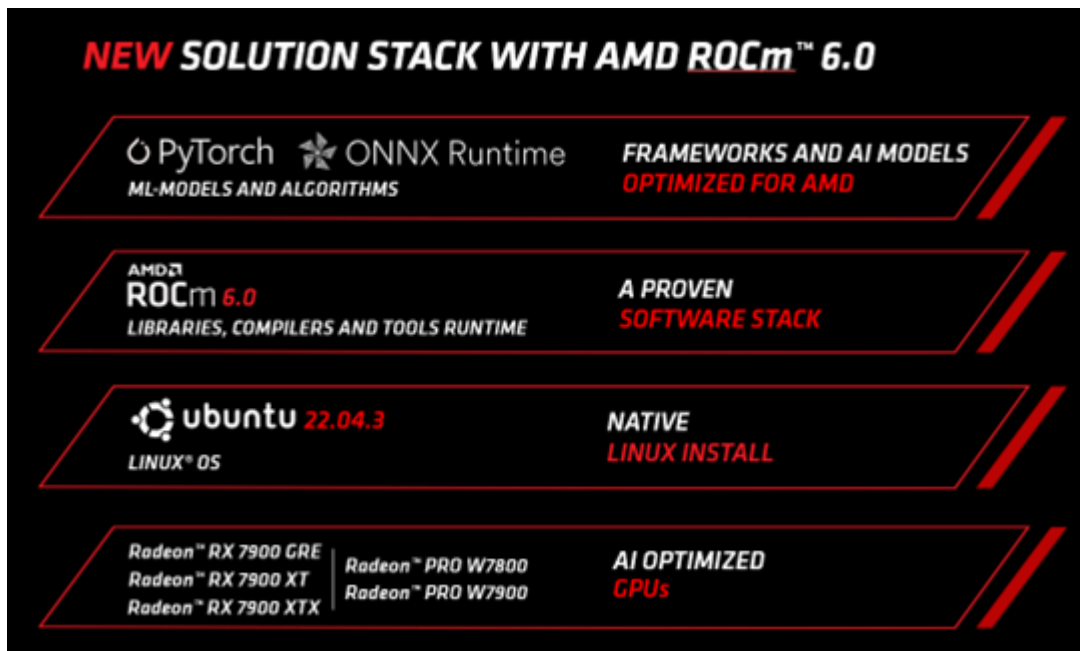 NEW SOLUTION STACK WITH AMD ROCm™ 6.0
PyTorch ONNX Runtime
ML-MODELS AND ALGORITHMS
FRAMEWORKS AND AI MODELS
OPTIMIZED FOR AMD
AMD
ROCm 6.0
LIBRARIES, COMPILERS AND TOOLS RUNTIME
A PROVEN
SOFTWARE STACK
ubuntu 22.04.3
LINUX® OS
NATIVE
LINUX INSTALL
Radeon™ RX 7900 GRE
Radeon™ RX 7900 XT
Radeon™ RX 7900 XTX
Radeon™ PRO W7800
Radeon™ PRO W7900
AI OPTIMIZED
GPUs